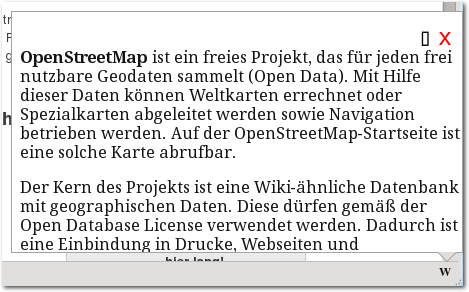 X
OpenStreetMap ist ein freies Projekt, das für jeden frei
nutzbare Geodaten sammelt (Open Data). Mit Hilfe
dieser Daten können Weltkarten errechnet oder
Spezialkarten abgeleitet werden sowie Navigation
betrieben werden. Auf der OpenStreetMap-Startseite ist
eine solche Karte abrufbar.
Der Kern des Projekts ist eine Wiki-ähnliche Datenbank
mit geographischen Daten. Diese dürfen gemäß der
Open Database License verwendet werden. Dadurch ist
eine Einbindung in Drucke, Webseiten und
W